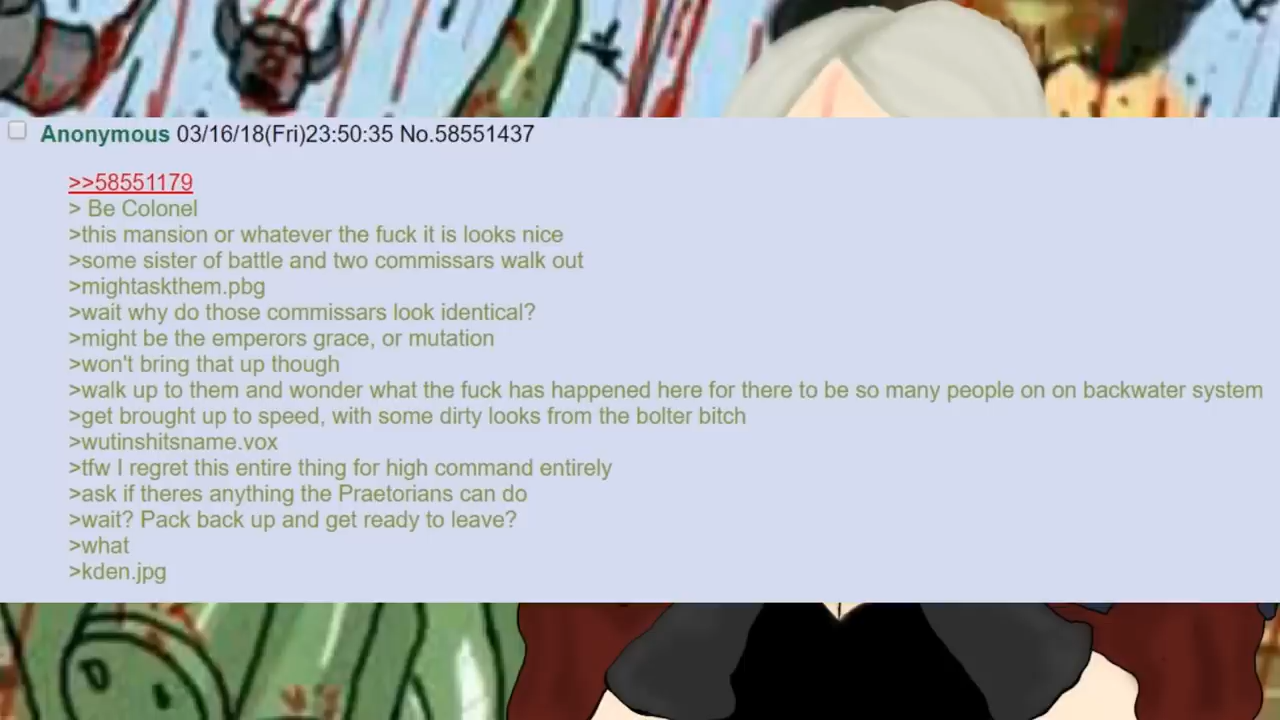 Anonymous 03/16/18(Fri)23:50:35 No.58551437
>>58551179
> Be Colonel
>this mansion or whatever the fuck it is looks nice
>some sister of battle and two commissars walk out
>mightaskthem.pbg
>wait why do those commissars look identical?
>might be the emperors grace, or mutation
>won't bring that up though
>walk up to them and wonder what the fuck has happened here for there to be so many people on on backwater system
>get brought up to speed, with some dirty looks from the bolter bitch
>wutinshitsname.vox
>tfw I regret this entire thing for high command entirely
>ask if theres anything the Praetorians can do
>wait? Pack back up and get ready to leave?
>what
>kden.jpg